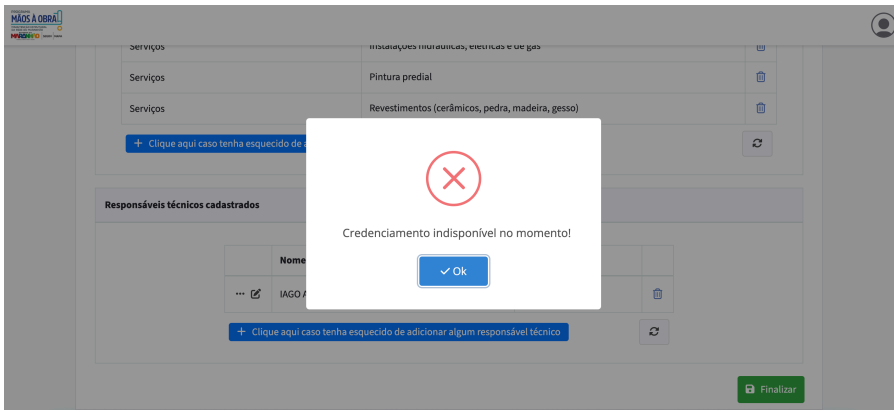 MÃOS À OBRA!
Serviços
Instalações hidráulicas, elétricas e de gás
Serviços
Pintura predial
Serviços
Revestimentos (cerâmicos, pedra, madeira, gesso)
+ Clique aqui caso tenha esquecido de a
Credenciamento indisponível no momento!
Ok
Responsáveis técnicos cadastrados
Nome
IAGO A
+ Clique aqui caso tenha esquecido de adicionar algum responsável técnico
Finalizar